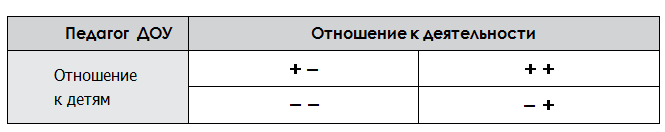 Педагог ДОУ Отношение к деятельности
Отношение к детям + – + +
– – – +